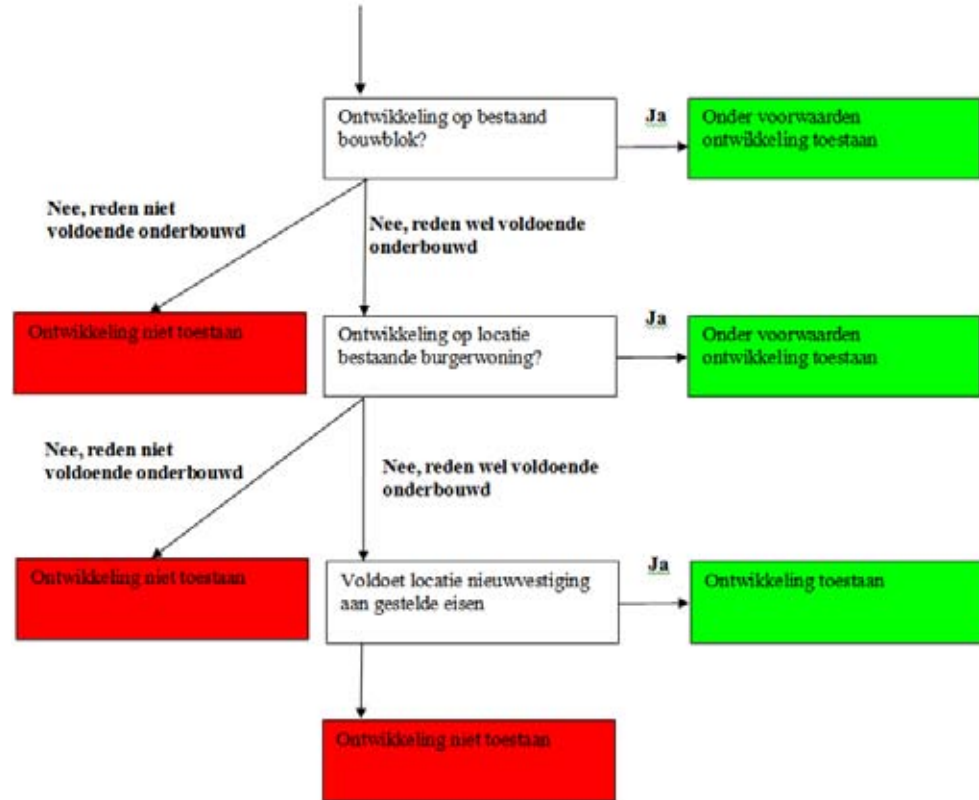 Ontwikkeling op bestaand
bouwblok?
Ja
Onder voorwaarden
ontwikkeling toestaan
Nee, reden niet
voldoende onderbouwd
Nee, reden wel voldoende
onderbouwd
Ontwikkeling niet toestaan
Ontwikkeling op locatie
bestaande burgerwoning?
Ja
Onder voorwaarden
ontwikkeling toestaan
Nee, reden niet
voldoende onderbouwd
Nee, reden wel voldoende
onderbouwd
Ontwikkeling niet toestaan
Voldoet locatie nieuwvestiging
aan gestelde eisen
Ja
Ontwikkeling toestaan
Ontwikkeling niet toestaan